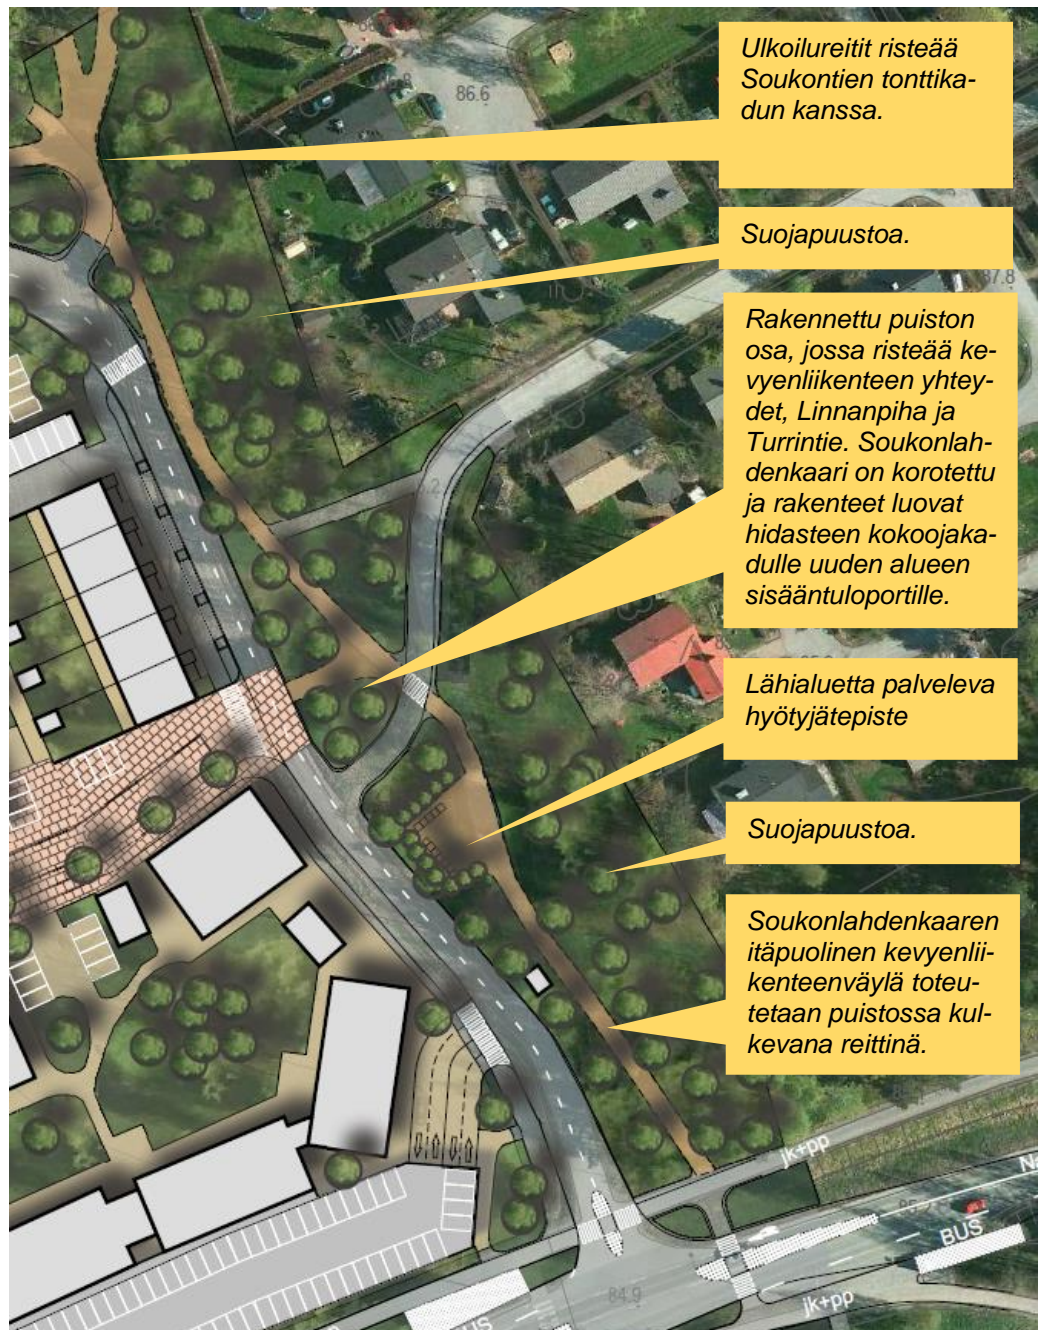 Ulkoilureitit risteää
Soukontien tonttika-
dun kanssa.
86.6
Suojapuustoa.
87.8
Rakennettu puiston
osa, jossa risteää ke-
vyenliikenteen yhtey-
det, Linnanpiha ja
Turrintie. Soukonlah-
denkaari on korotettu
ja rakenteet luovat
hidasteen kokoojaka-
dulle uuden alueen
sisääntuloportille.
Lähialuetta palveleva
hyötyjätepiste
Suojapuustoa.
Soukonlahdenkaaren
itäpuolinen kevyenlii-
kenteenväylä toteu-
tetaan puistossa kul-
kevana reittinä.
jk+pp
BUS
84.9
jk+pp